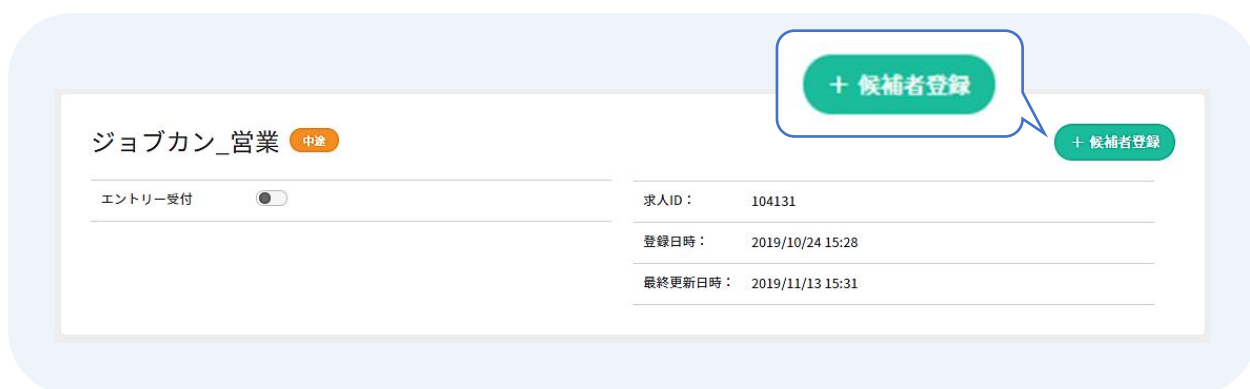 + 候補者登録
ジョブカン_営業 中途
+ 候補者登録
エントリー受付
求人ID： 104131
登録日時： 2019/10/24 15:28
最終更新日時： 2019/11/13 15:31